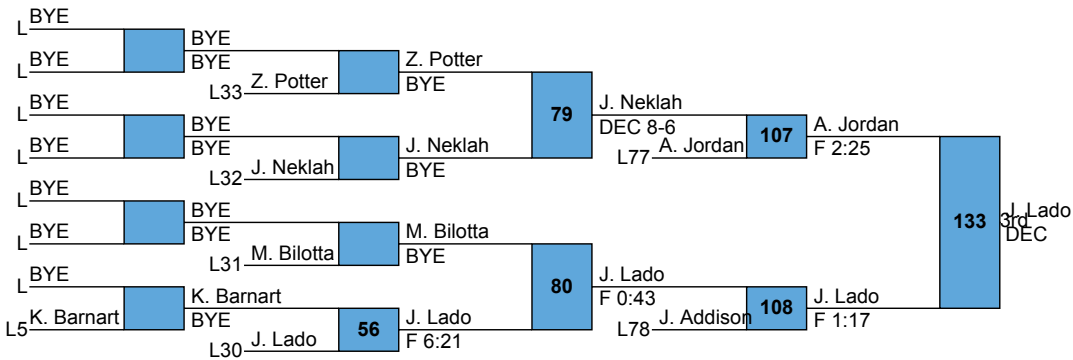 BYE
L
BYE
BYE
BYE
L
Z. Potter
Z. Potter
L33
BYE
BYE
L
79
J. Neklah
BYE
BYE
DEC 8-6
107
A. Jordan
BYE
L
J. Neklah
J. Neklah
L32
BYE
L77
A. Jordan
F 2:25
BYE
L
BYE
BYE
BYE
L
M. Bilotta
M. Bilotta
L31
BYE
133
J. Lado
3rd
DEC
BYE
L
80
J. Lado
K. Barnart
BYE
F 0:43
108
J. Lado
K. Barnart
L5
J. Lado
L30
56
J. Lado
F 6:21
L78
J. Addison
F 1:17